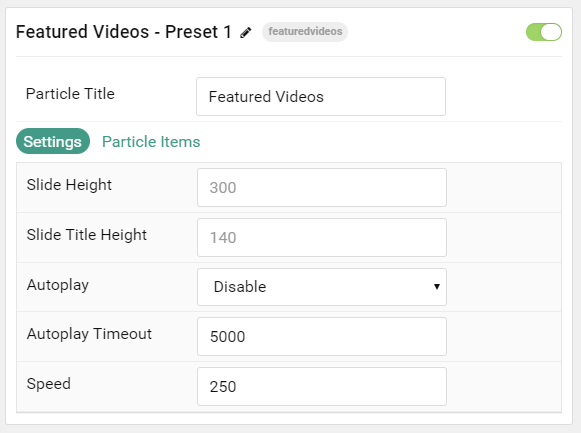 Featured Videos - Preset 1 featuredvideos
Particle Title Featured Videos
Settings Particle Items
Slide Height 300
Slide Title Height 140
Autoplay Disable
Autoplay Timeout 5000
Speed 250